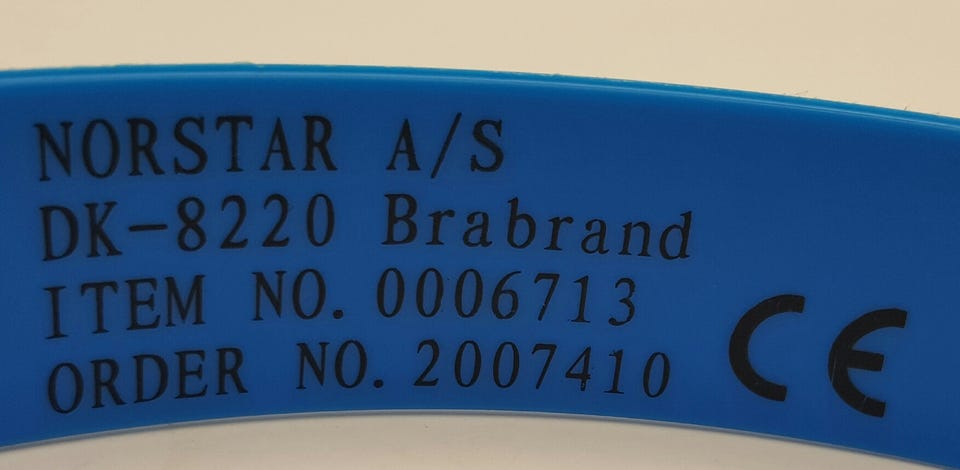 NORSTAR A/S
DK-8220 Brabrand
ITEM NO. 0006713
ORDER NO. 2007410
CE